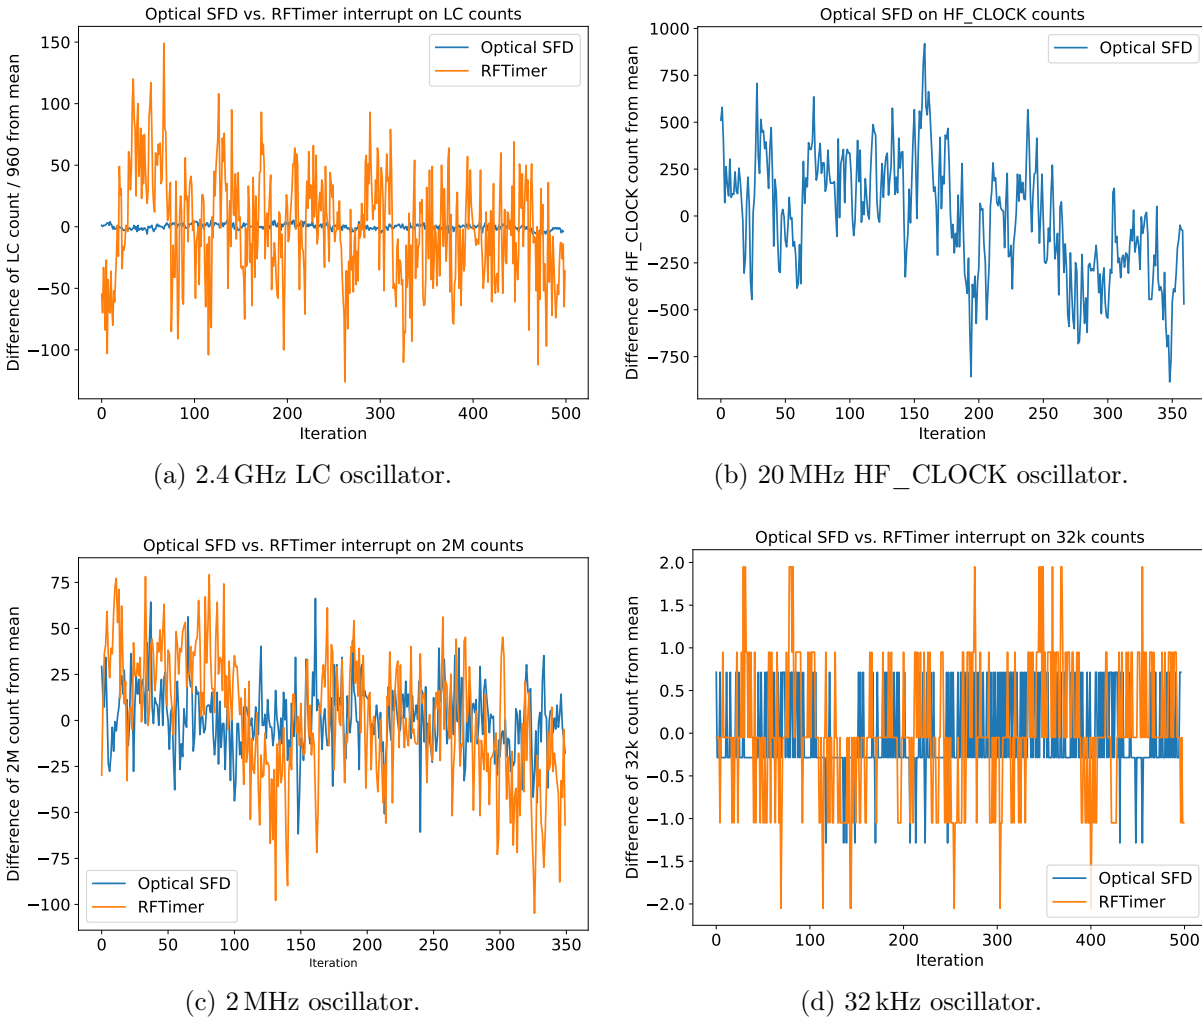 Optical SFD vs. RFTimer interrupt on LC counts
Difference of LC count / 960 from mean
150
100
50
0
−50
−100
0
100
200
300
400
500
Iteration
Optical SFD
RFTimer
(a) 2.4 GHz LC oscillator.
Optical SFD on HF_CLOCK counts
Difference of HF_CLOCK count from mean
1000
750
500
250
0
−250
−500
−750
0
50
100
150
200
250
300
350
Iteration
Optical SFD
(b) 20 MHz HF_CLOCK oscillator.
Optical SFD vs. RFTimer interrupt on 2M counts
Difference of 2M count from mean
75
50
25
0
−25
−50
−75
−100
0
50
100
150
200
250
300
350
Iteration
Optical SFD
RFTimer
(c) 2 MHz oscillator.
Optical SFD vs. RFTimer interrupt on 32k counts
Difference of 32k count from mean
2.0
1.5
1.0
0.5
0.0
−0.5
−1.0
−1.5
−2.0
0
100
200
300
400
500
Iteration
Optical SFD
RFTimer
(d) 32 kHz oscillator.